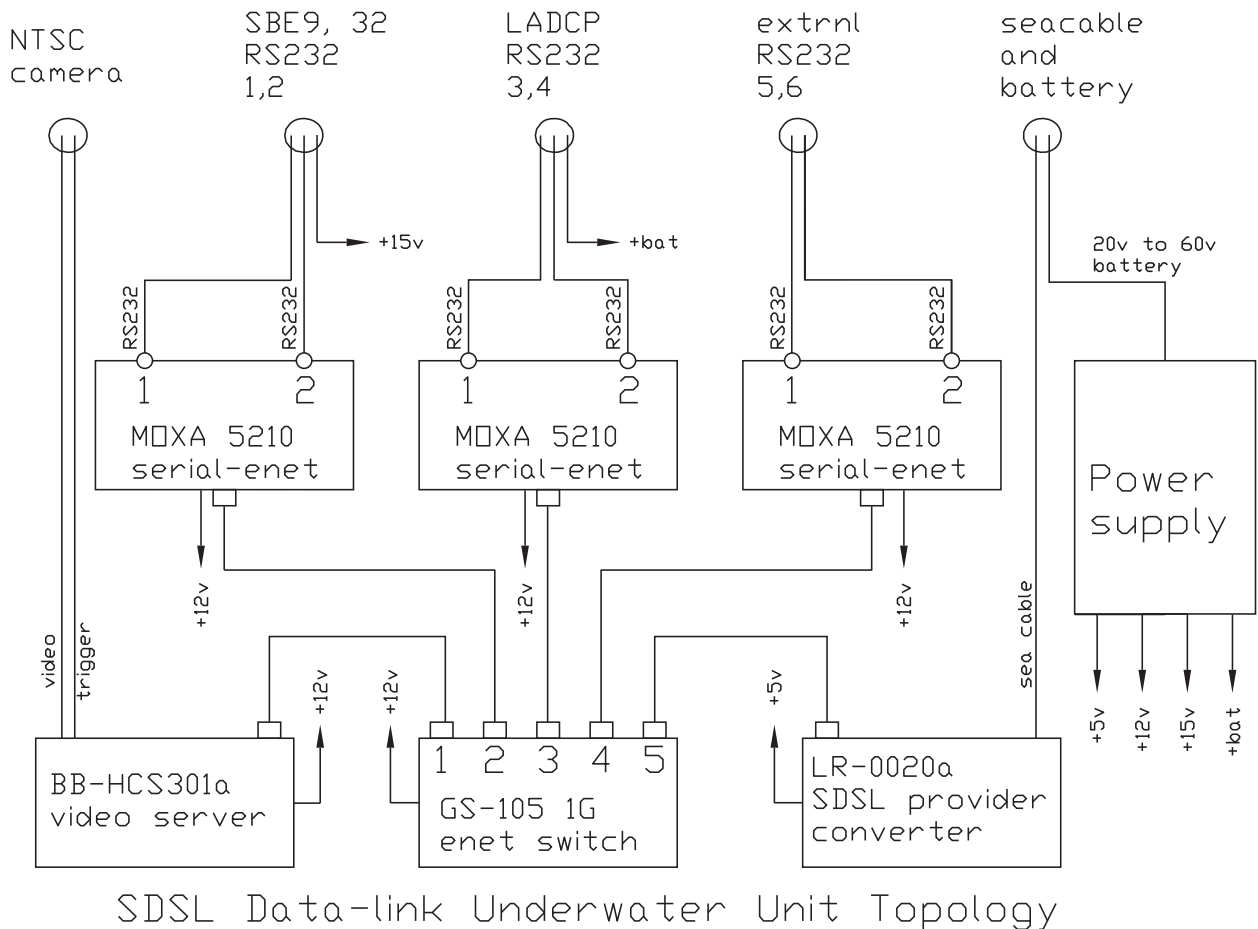 NTSC
camera
SBE9, 32
RS232
1,2
LADCP
RS232
3,4
extrnl
RS232
5,6
seacable
and
battery
+15v
+bat
20v to 60v
battery
RS232
RS232
RS232
RS232
RS232
RS232
1 2
MOXA 5210
serial-enet
1 2
MOXA 5210
serial-enet
1 2
MOXA 5210
serial-enet
Power
supply
+12v
+12v
+12v
video
trigger
+12v
+12v
+5v
sea cable
+5v
+12v
+15v
+bat
BB-HCS301a
video server
1 2 3 4 5
GS-105 1G
enet switch
LR-0020a
SDSL provider
converter
SDSL Data-link Underwater Unit Topology